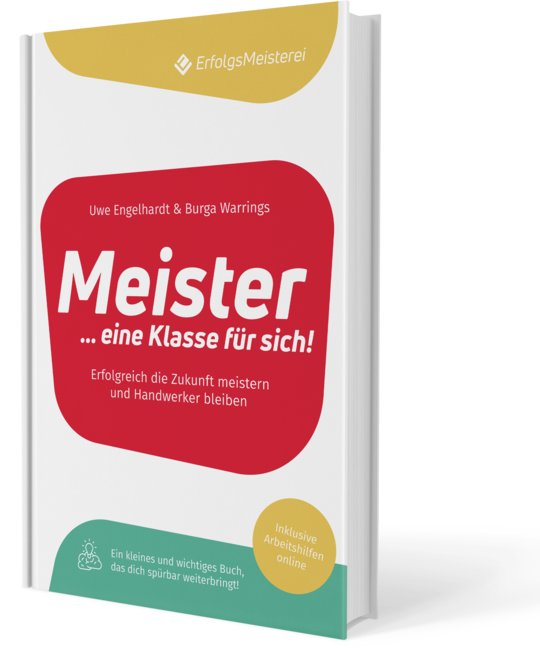 ErfolgsMeisterei
Uwe Engelhardt & Burga Warrings
Meister
... eine Klasse für sich!
Erfolgreich die Zukunft meistern
und Handwerker bleiben
Inklusive
Arbeitshilfen
online
Ein kleines und wichtiges Buch,
das dich spürbar weiterbringt!